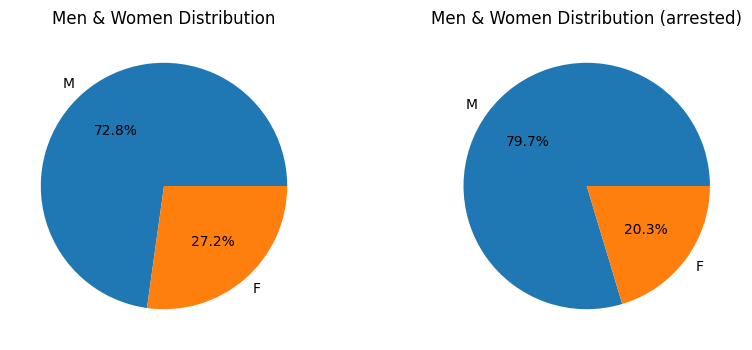 Men & Women Distribution
M
72.8%
27.2%
F
Men & Women Distribution (arrested)
M
79.7%
20.3%
F